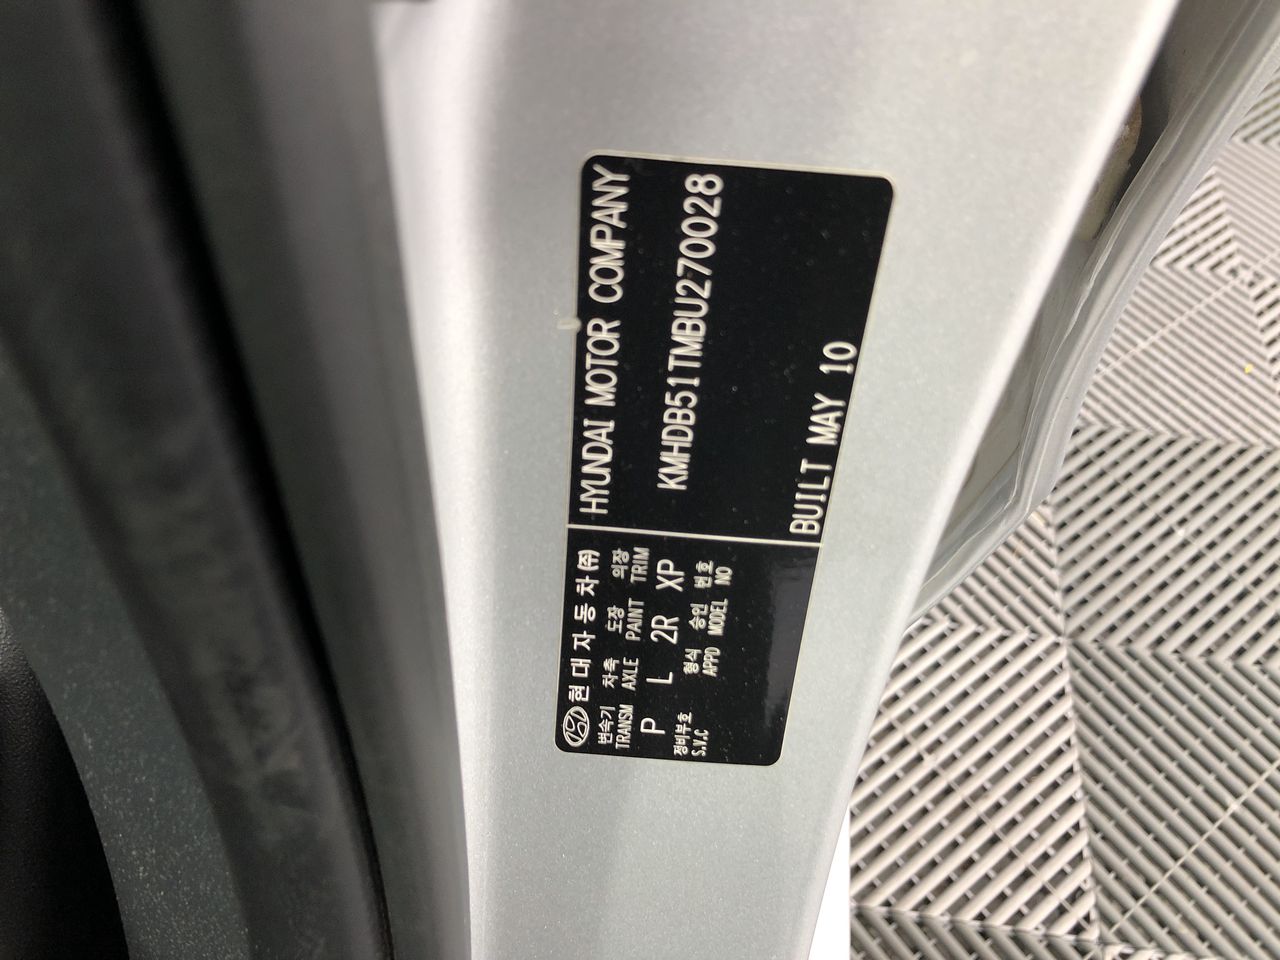 현대자동차(주)
변속기 차축 도장 의장
TRANSM AXLE PAINT TRIM
P L 2R XP
정비부호 형식 승인 번호
S.V.C APPD MODEL NO
HYUNDAI MOTOR COMPANY
KMHDB51TMBU270028
BUILT MAY 10